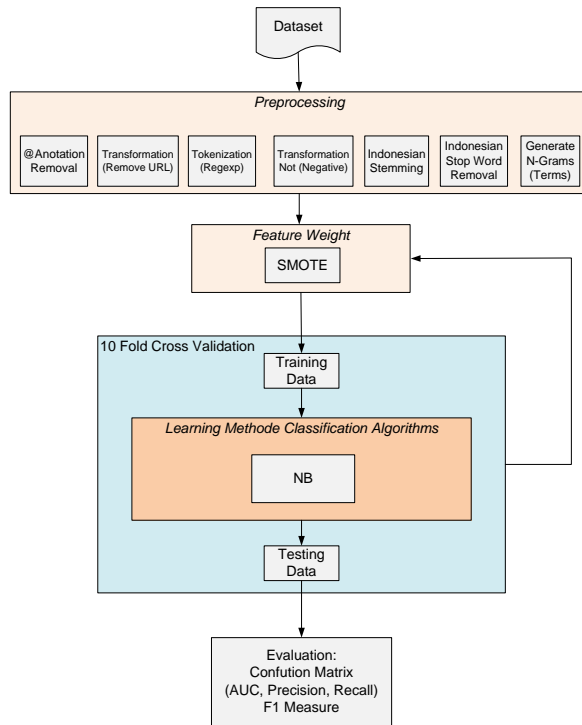 Dataset
Preprocessing
@Anotation
Removal
Transformation
(Remove URL)
Tokenization
(Regexp)
Transformation
Not (Negative)
Indonesian
Stemming
Indonesian
Stop Word
Removal
Generate
N-Grams
(Terms)
Feature Weight
SMOTE
10 Fold Cross Validation
Training
Data
Learning Methode Classification Algorithms
NB
Testing
Data
Evaluation:
Confution Matrix
(AUC, Precision, Recall)
F1 Measure